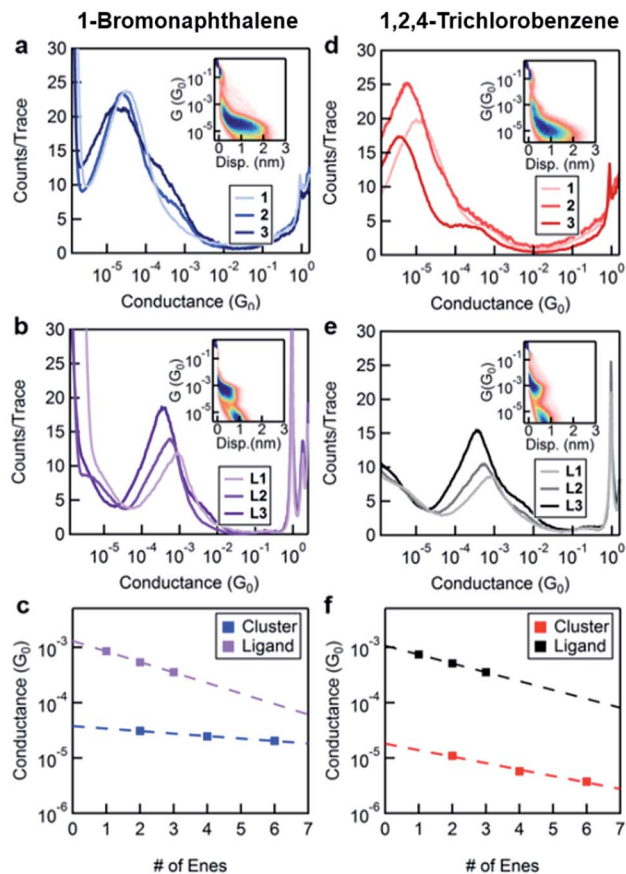 1-Bromonaphthalene
1,2,4-Trichlorobenzene
a
30
25
20
15
10
5
0
Counts/Trace
10⁻⁵ 10⁻⁴ 10⁻³ 10⁻² 10⁻¹ 10⁰
Conductance (G₀)
G (G₀)
10⁻¹
10⁻³
10⁻⁵
0 1 2 3
Disp. (nm)
1
2
3
d
30
25
20
15
10
5
0
Counts/Trace
10⁻⁵ 10⁻⁴ 10⁻³ 10⁻² 10⁻¹ 10⁰
Conductance (G₀)
G(G₀)
10⁻¹
10⁻³
10⁻⁵
0 1 2 3
Disp. (nm)
1
2
3
b
30
25
20
15
10
5
0
Counts/Trace
10⁻⁵ 10⁻⁴ 10⁻³ 10⁻² 10⁻¹ 10⁰
Conductance (G₀)
G (G₀)
10⁻¹
10⁻³
10⁻⁵
0 1 2 3
Disp.(nm)
L1
L2
L3
e
30
25
20
15
10
5
0
Counts/Trace
10⁻⁵ 10⁻⁴ 10⁻³ 10⁻² 10⁻¹ 10⁰
Conductance (G₀)
G(G₀)
10⁻¹
10⁻³
10⁻⁵
0 1 2 3
Disp. (nm)
L1
L2
L3
c
Conductance (G₀)
10⁻³
10⁻⁴
10⁻⁵
10⁻⁶
Cluster
Ligand
0 1 2 3 4 5 6 7
# of Enes
f
Conductance (G₀)
10⁻³
10⁻⁴
10⁻⁵
10⁻⁶
Cluster
Ligand
0 1 2 3 4 5 6 7
# of Enes